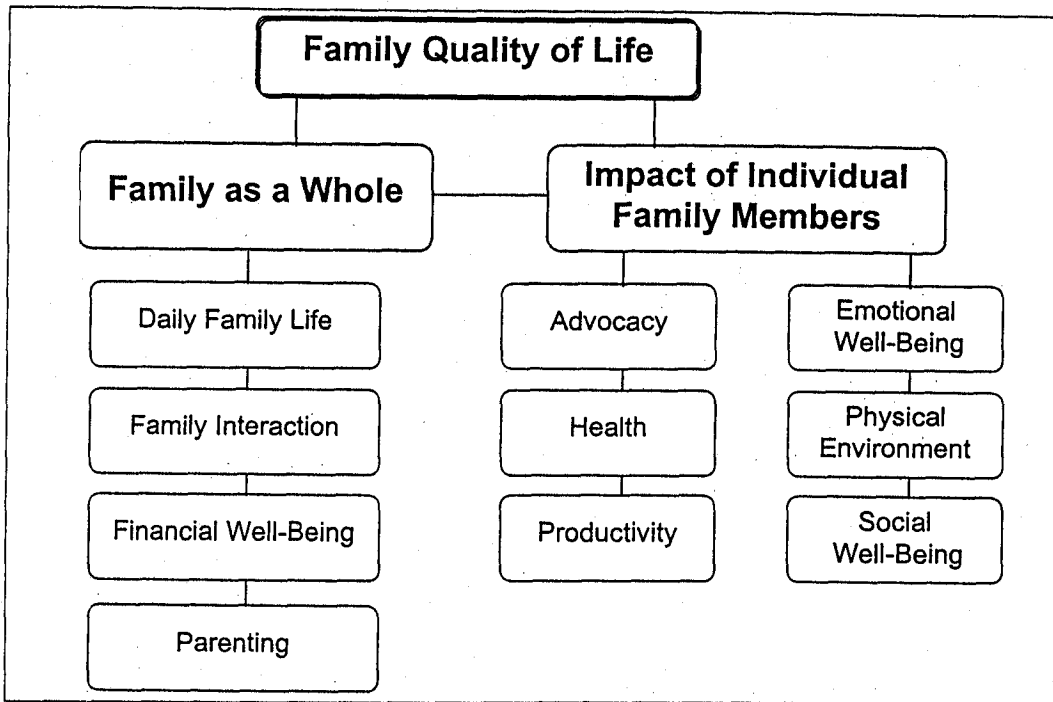 Family Quality of Life
Family as a Whole
Impact of Individual
Family Members
Daily Family Life
Family Interaction
Financial Well-Being
Parenting
Advocacy
Health
Productivity
Emotional
Well-Being
Physical
Environment
Social
Well-Being